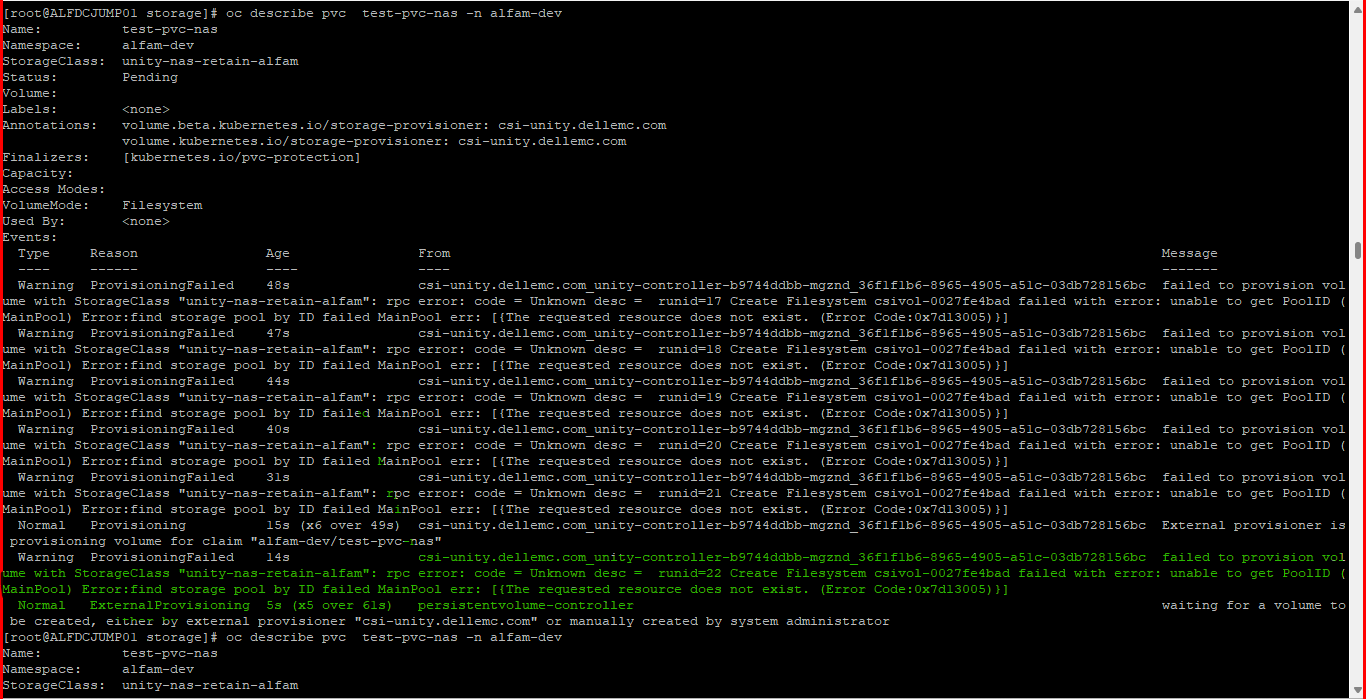 [root@ALFDCJUMP01 storage]# oc describe pvc  test-pvc-nas -n alfam-dev
Name:          test-pvc-nas
Namespace:     alfam-dev
StorageClass:  unity-nas-retain-alfam
Status:        Pending
Volume:
Labels:        <none>
Annotations:   volume.beta.kubernetes.io/storage-provisioner: csi-unity.dellemc.com
               volume.kubernetes.io/storage-provisioner: csi-unity.dellemc.com
Finalizers:    [kubernetes.io/pvc-protection]
Capacity:
Access Modes:
VolumeMode:    Filesystem
Used By:       <none>
Events:
  Type     Reason                Age                From                                                                                         Message
  ----     ------                ----               ----                                                                                         -------
  Warning  ProvisioningFailed    48s                csi-unity.dellemc.com_unity-controller-b9744ddbb-mgznd_36f1f1b6-8965-4905-a51c-03db728156bc  failed to provision vol
ume with StorageClass "unity-nas-retain-alfam": rpc error: code = Unknown desc =  runid=17 Create Filesystem csivol-0027fe4bad failed with error: unable to get PoolID (
MainPool) Error:find storage pool by ID failed MainPool err: [{The requested resource does not exist. (Error Code:0x7d13005)}]
  Warning  ProvisioningFailed    47s                csi-unity.dellemc.com_unity-controller-b9744ddbb-mgznd_36f1f1b6-8965-4905-a51c-03db728156bc  failed to provision vol
ume with StorageClass "unity-nas-retain-alfam": rpc error: code = Unknown desc =  runid=18 Create Filesystem csivol-0027fe4bad failed with error: unable to get PoolID (
MainPool) Error:find storage pool by ID failed MainPool err: [{The requested resource does not exist. (Error Code:0x7d13005)}]
  Warning  ProvisioningFailed    44s                csi-unity.dellemc.com_unity-controller-b9744ddbb-mgznd_36f1f1b6-8965-4905-a51c-03db728156bc  failed to provision vol
ume with StorageClass "unity-nas-retain-alfam": rpc error: code = Unknown desc =  runid=19 Create Filesystem csivol-0027fe4bad failed with error: unable to get PoolID (
MainPool) Error:find storage pool by ID failed MainPool err: [{The requested resource does not exist. (Error Code:0x7d13005)}]
  Warning  ProvisioningFailed    40s                csi-unity.dellemc.com_unity-controller-b9744ddbb-mgznd_36f1f1b6-8965-4905-a51c-03db728156bc  failed to provision vol
ume with StorageClass "unity-nas-retain-alfam": rpc error: code = Unknown desc =  runid=20 Create Filesystem csivol-0027fe4bad failed with error: unable to get PoolID (
MainPool) Error:find storage pool by ID failed MainPool err: [{The requested resource does not exist. (Error Code:0x7d13005)}]
  Warning  ProvisioningFailed    31s                csi-unity.dellemc.com_unity-controller-b9744ddbb-mgznd_36f1f1b6-8965-4905-a51c-03db728156bc  failed to provision vol
ume with StorageClass "unity-nas-retain-alfam": rpc error: code = Unknown desc =  runid=21 Create Filesystem csivol-0027fe4bad failed with error: unable to get PoolID (
MainPool) Error:find storage pool by ID failed MainPool err: [{The requested resource does not exist. (Error Code:0x7d13005)}]
  Normal   Provisioning          15s (x6 over 49s)  csi-unity.dellemc.com_unity-controller-b9744ddbb-mgznd_36f1f1b6-8965-4905-a51c-03db728156bc  External provisioner is
 provisioning volume for claim "alfam-dev/test-pvc-nas"
  Warning  ProvisioningFailed    14s                csi-unity.dellemc.com_unity-controller-b9744ddbb-mgznd_36f1f1b6-8965-4905-a51c-03db728156bc  failed to provision vol
ume with StorageClass "unity-nas-retain-alfam": rpc error: code = Unknown desc =  runid=22 Create Filesystem csivol-0027fe4bad failed with error: unable to get PoolID (
MainPool) Error:find storage pool by ID failed MainPool err: [{The requested resource does not exist. (Error Code:0x7d13005)}]
  Normal   ExternalProvisioning  5s (x5 over 61s)   persistentvolume-controller                                                                  waiting for a volume to
 be created, either by external provisioner "csi-unity.dellemc.com" or manually created by system administrator
[root@ALFDCJUMP01 storage]# oc describe pvc  test-pvc-nas -n alfam-dev
Name:          test-pvc-nas
Namespace:     alfam-dev
StorageClass:  unity-nas-retain-alfam